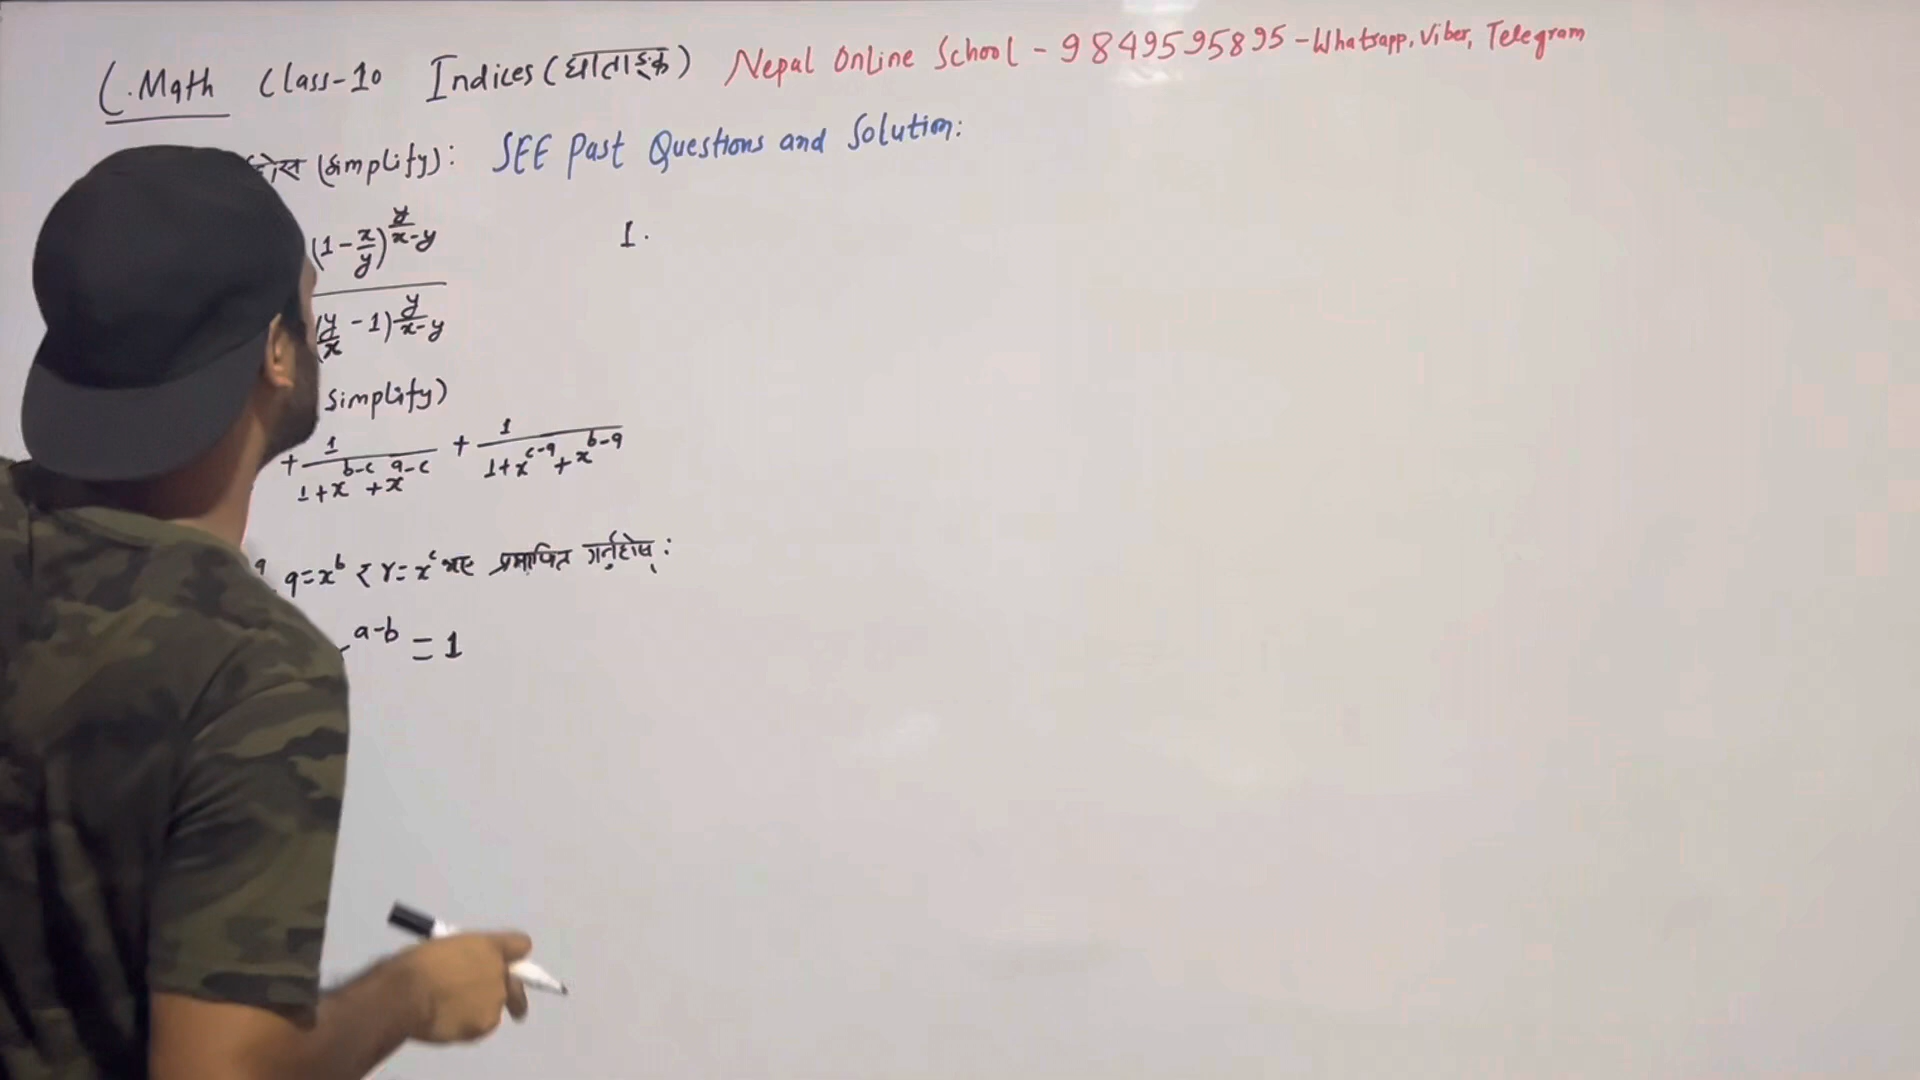 C.Math Class-10 Indices (घाताङ्क) Nepal Online School - 9849595895 - Whatsapp, Viber, Telegram
(simplify): SEE Past Questions and Solution:
(1-x/y)^(y/(x-y)) 1.
(y/x - 1)^(y/(x-y))
simplify)
+ 1/(1+x^(b-c)+x^(a-c)) + 1/(1+x^(c-a)+x^(b-a))
q=x^b र r=x^c भए प्रमाणित गर्नुहोस् :
a-b = 1